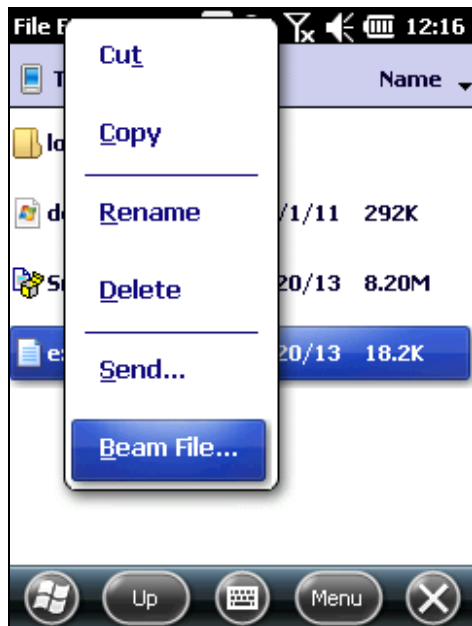 File 12:16
Cut
Name
Copy
Rename
/1/11 292K
20/13 8.20M
Delete
20/13 18.2K
Send...
Beam File...
Up Menu